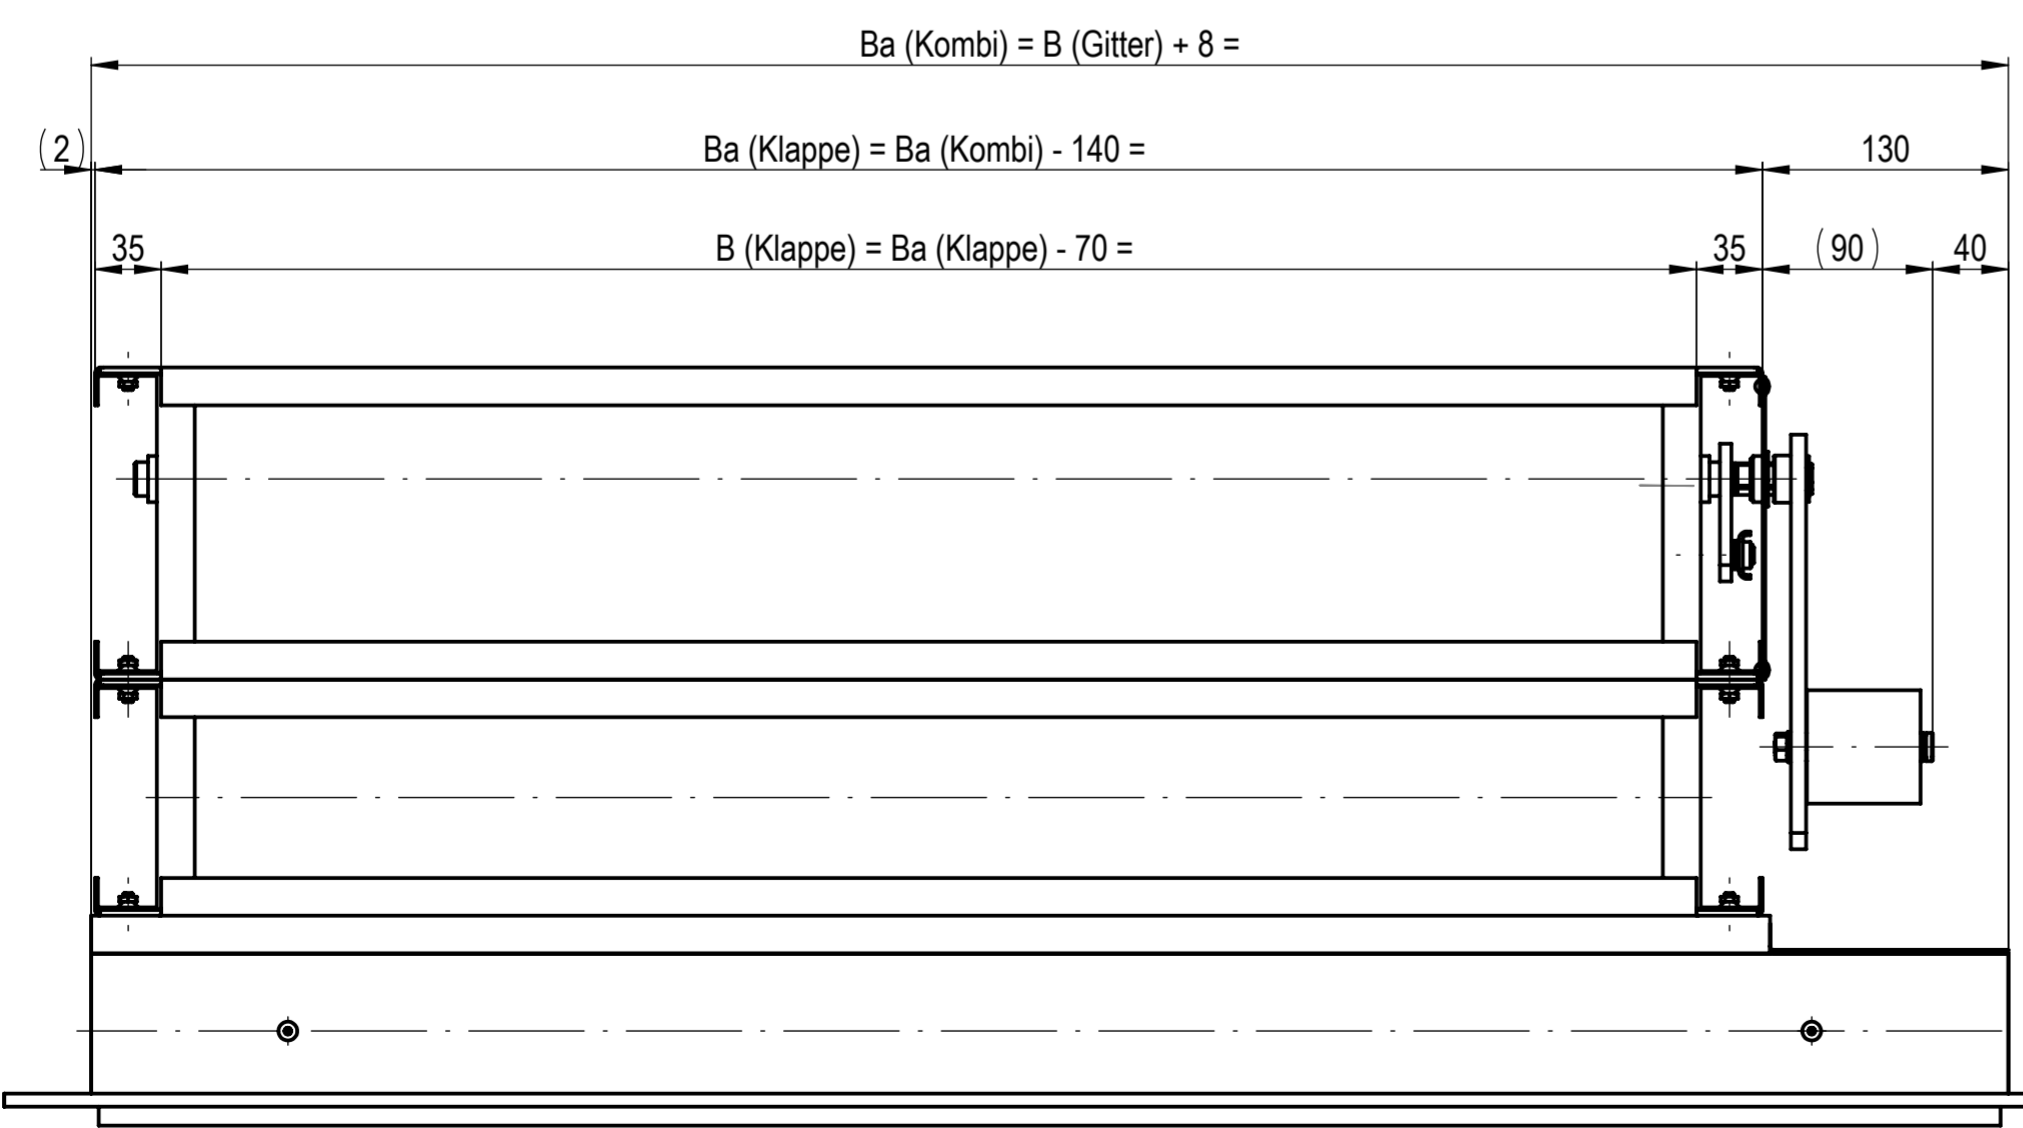 Ba (Kombi) = B (Gitter) + 8 =
(2) Ba (Klappe) = Ba (Kombi) - 140 = 130
35 B (Klappe) = Ba (Klappe) - 70 = 35 (90) 40